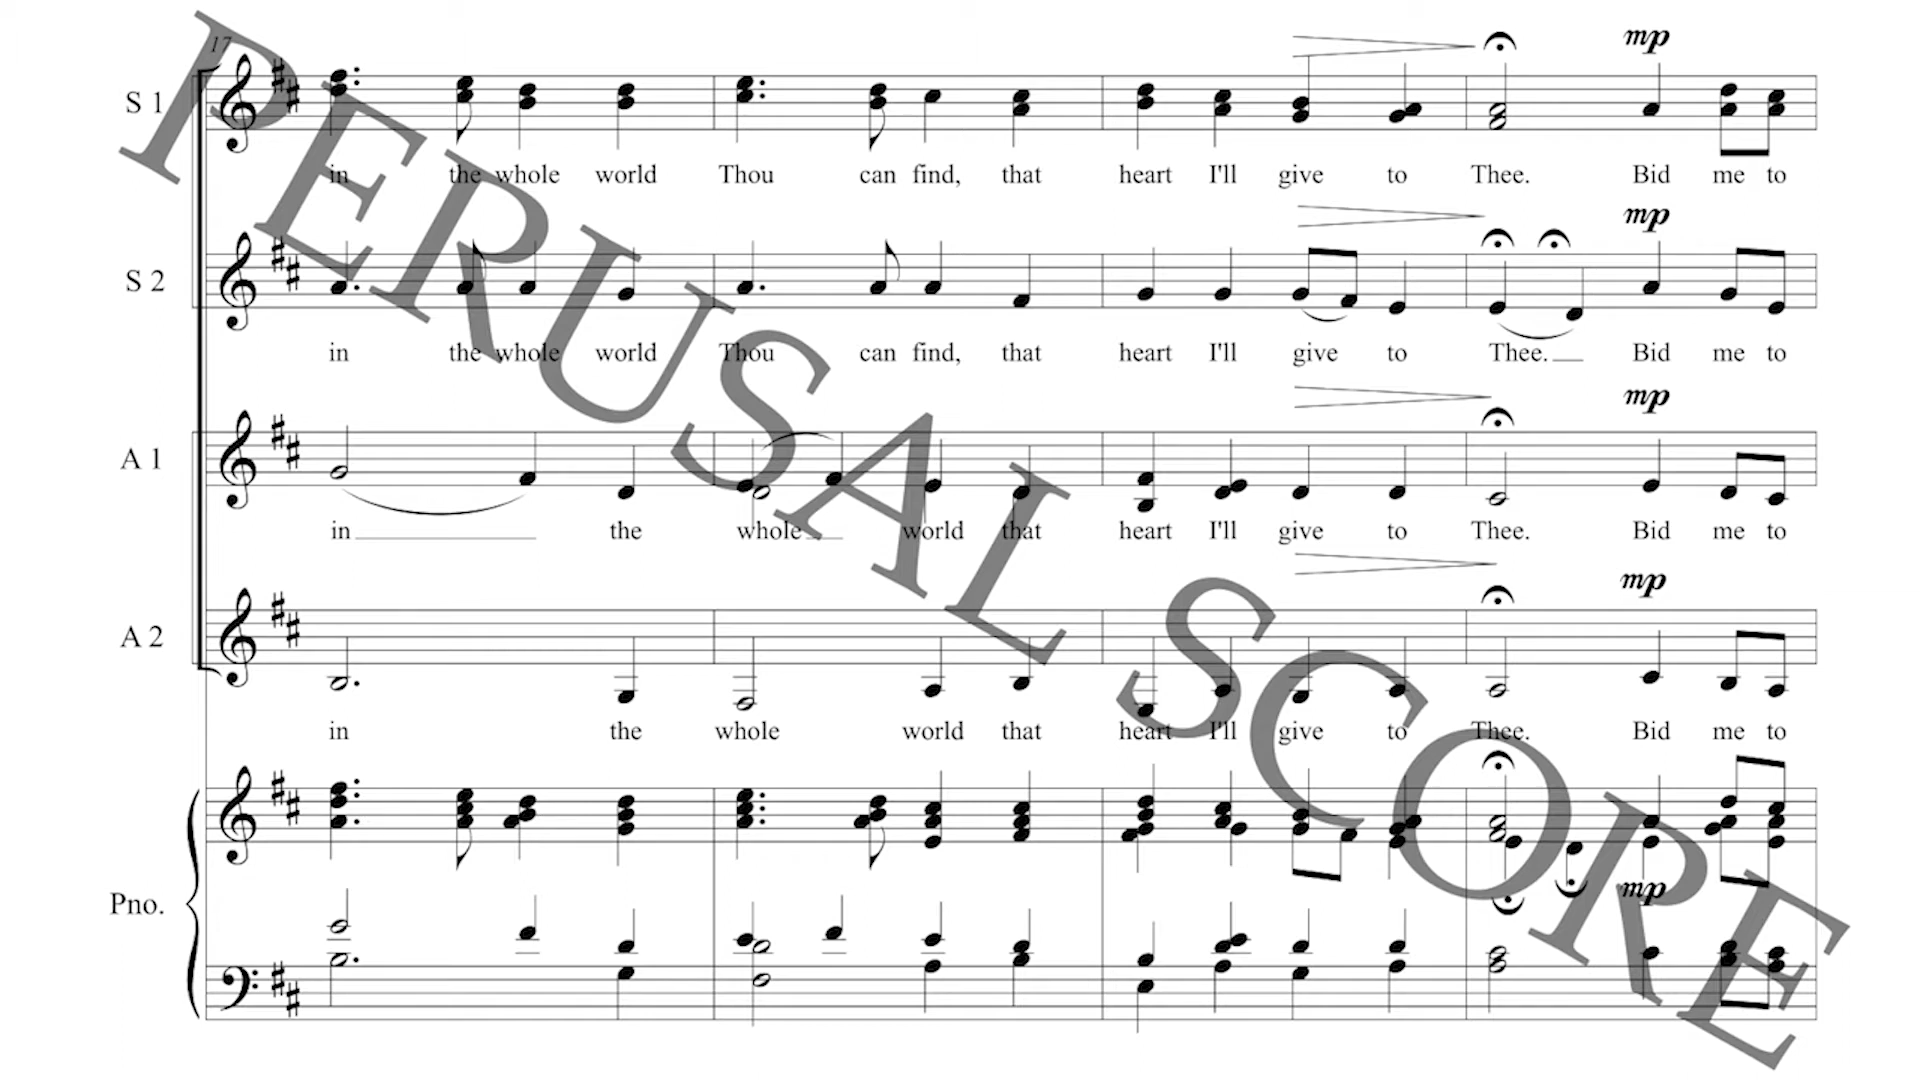 17
mp
S 1
in the whole world Thou can find, that heart I'll give to Thee. Bid me to
mp
S 2
in the whole world Thou can find, that heart I'll give to Thee. Bid me to
mp
A 1
in the whole world that heart I'll give to Thee. Bid me to
mp
A 2
in the whole world that heart I'll give to Thee. Bid me to
mp
Pno.
PERUSAL SCORE